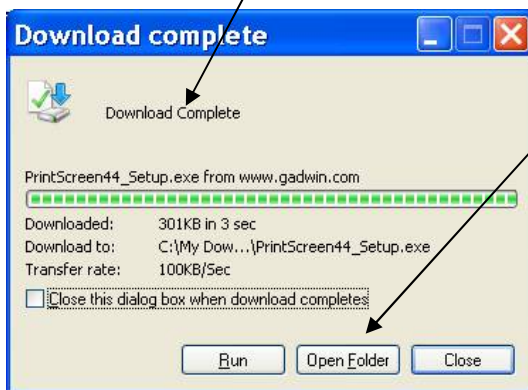 Download complete
Download Complete
PrintScreen44_Setup.exe from www.gadwin.com
Downloaded: 301KB in 3 sec
Download to: C:\My Dow...\PrintScreen44_Setup.exe
Transfer rate: 100KB/Sec
Close this dialog box when download completes
Run Open Folder Close